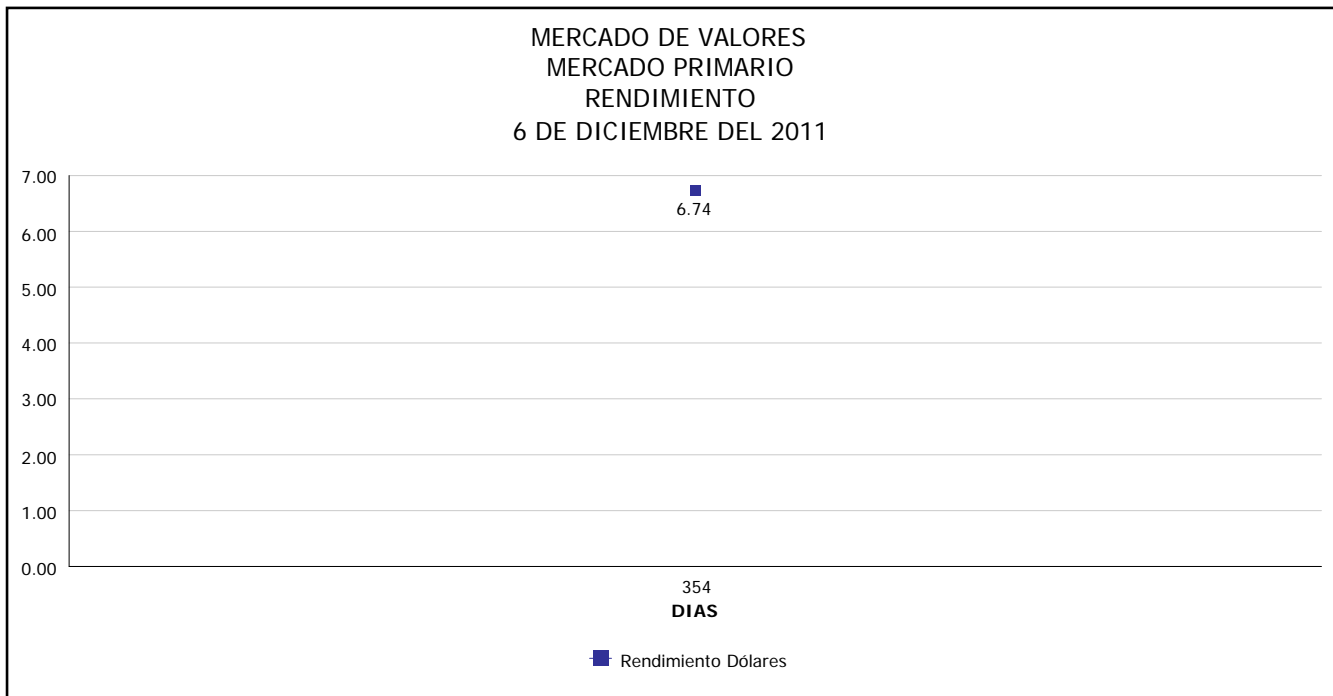 MERCADO DE VALORES
MERCADO PRIMARIO
RENDIMIENTO
6 DE DICIEMBRE DEL 2011
7.00
6.74
6.00
5.00
4.00
3.00
2.00
1.00
0.00
354
DIAS
Rendimiento Dólares